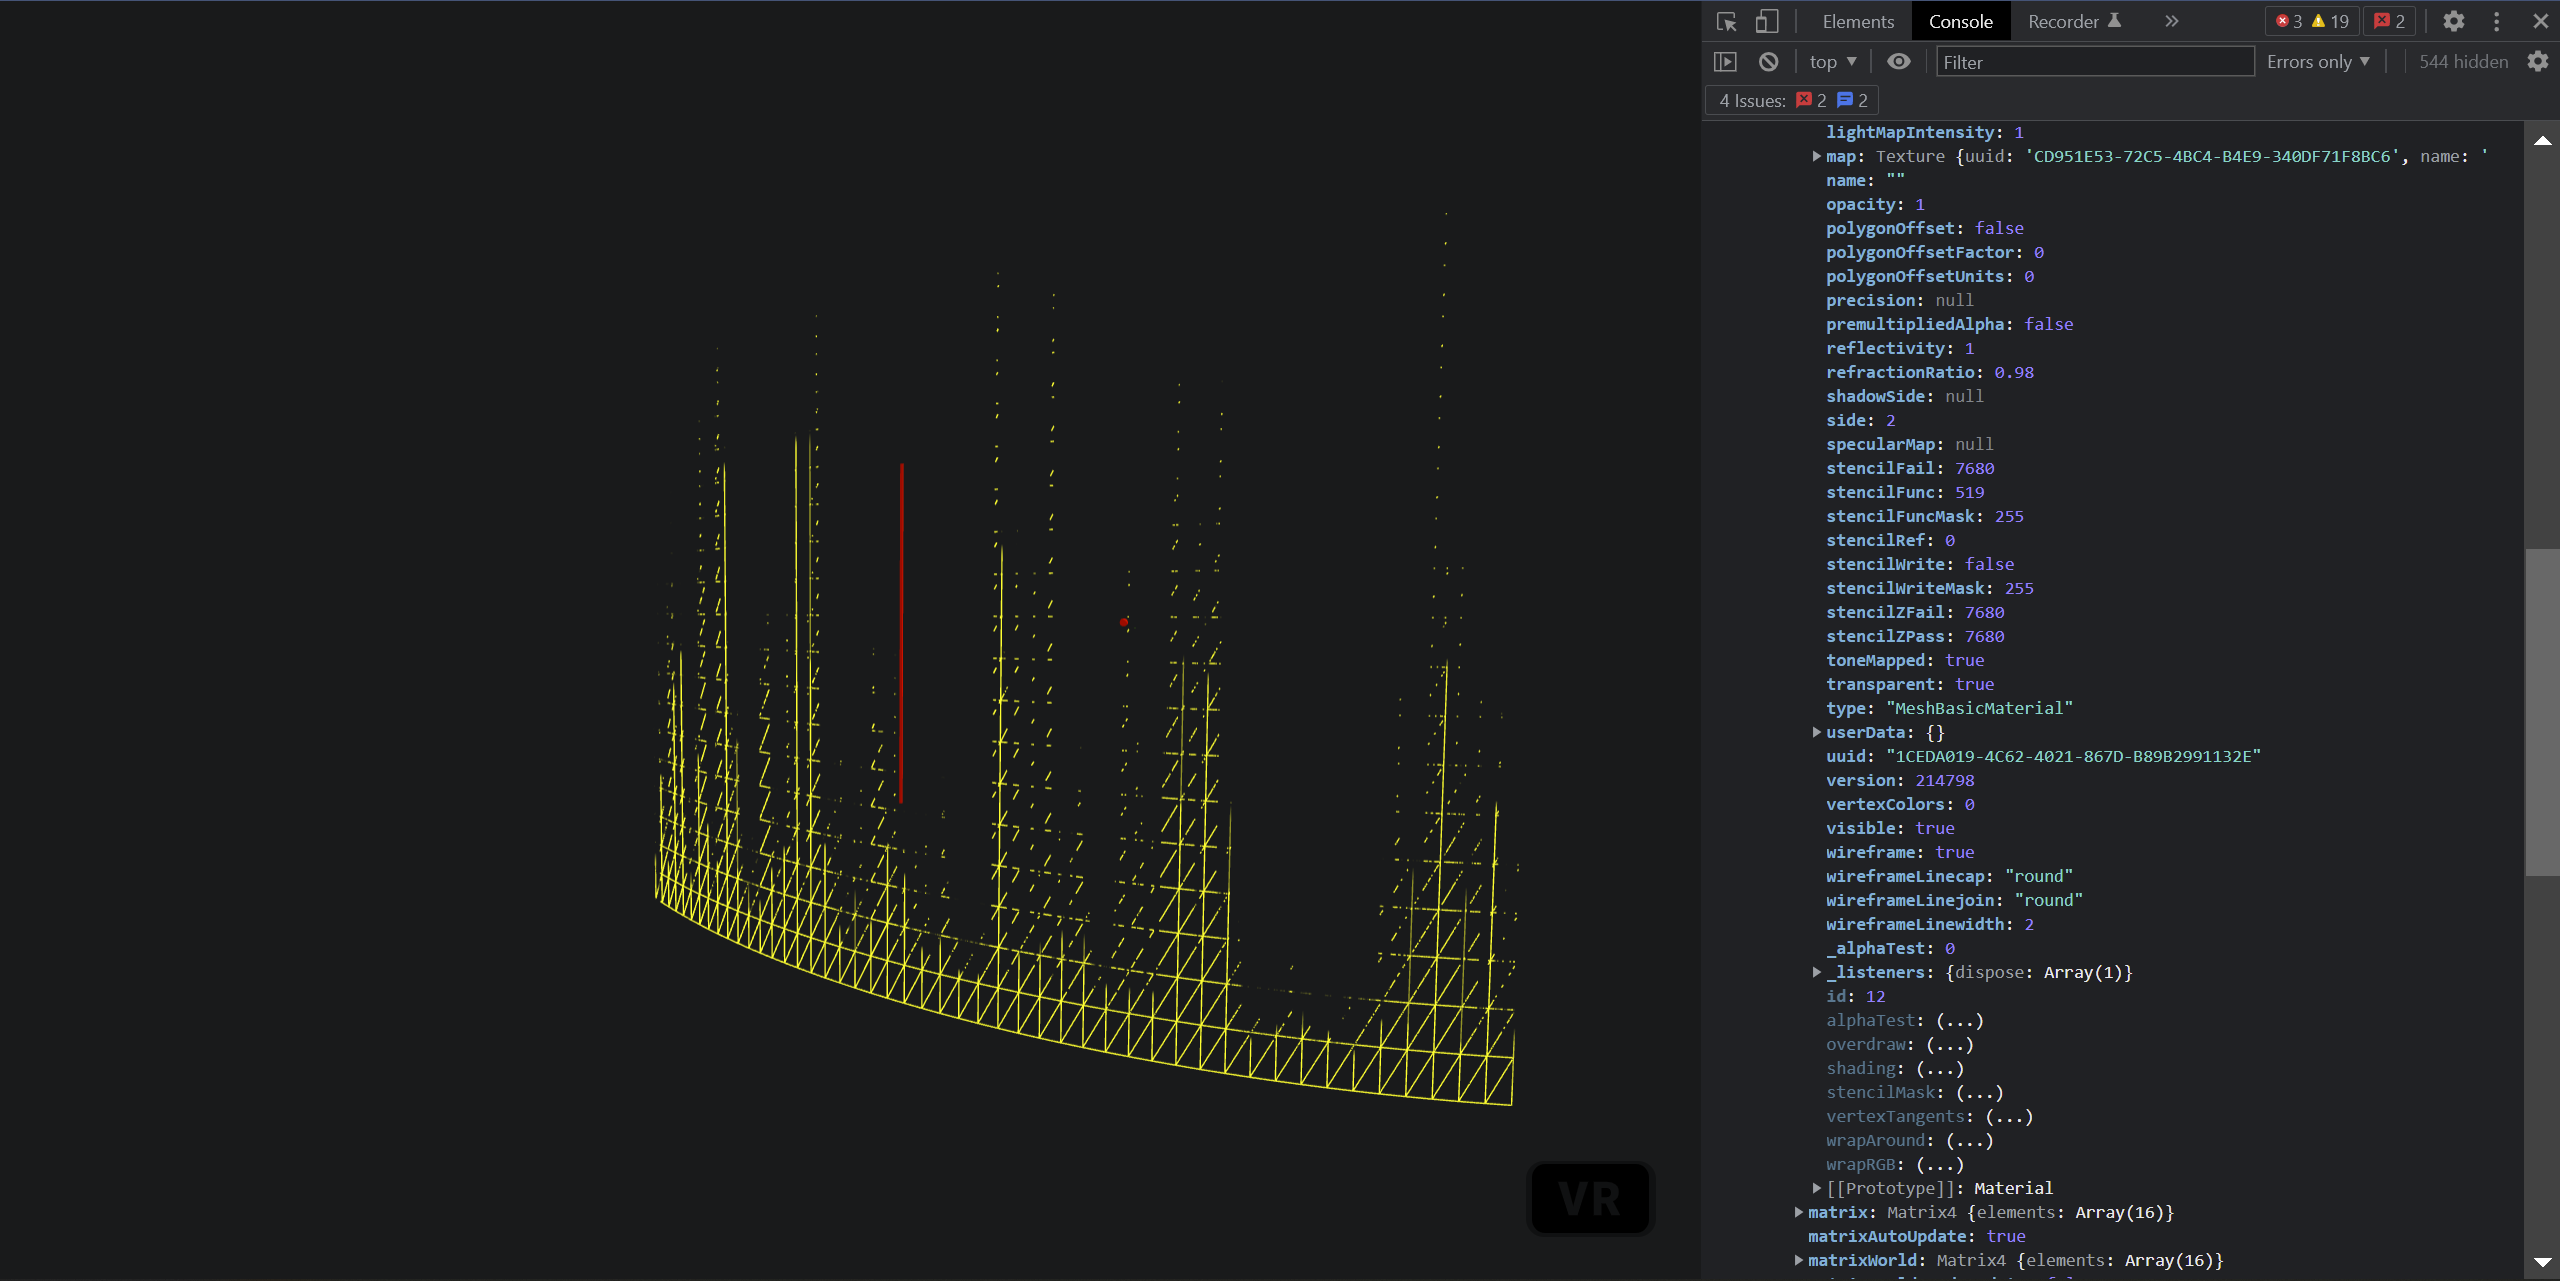 Elements Console Recorder 3 19 2
top Filter Errors only 544 hidden
4 Issues: 2 2
lightMapIntensity: 1
map: Texture {uuid: 'CD951E53-72C5-4BC4-B4E9-340DF71F8BC6', name: '
name: ""
opacity: 1
polygonOffset: false
polygonOffsetFactor: 0
polygonOffsetUnits: 0
precision: null
premultipliedAlpha: false
reflectivity: 1
refractionRatio: 0.98
shadowSide: null
side: 2
specularMap: null
stencilFail: 7680
stencilFunc: 519
stencilFuncMask: 255
stencilRef: 0
stencilWrite: false
stencilWriteMask: 255
stencilZFail: 7680
stencilZPass: 7680
toneMapped: true
transparent: true
type: "MeshBasicMaterial"
userData: {}
uuid: "1CEDA019-4C62-4021-867D-B89B2991132E"
version: 214798
vertexColors: 0
visible: true
wireframe: true
wireframeLinecap: "round"
wireframeLinejoin: "round"
wireframeLinewidth: 2
_alphaTest: 0
_listeners: {dispose: Array(1)}
id: 12
alphaTest: (...)
overdraw: (...)
shading: (...)
stencilMask: (...)
vertexTangents: (...)
wrapAround: (...)
wrapRGB: (...)
[[Prototype]]: Material
matrix: Matrix4 {elements: Array(16)}
matrixAutoUpdate: true
matrixWorld: Matrix4 {elements: Array(16)}
VR